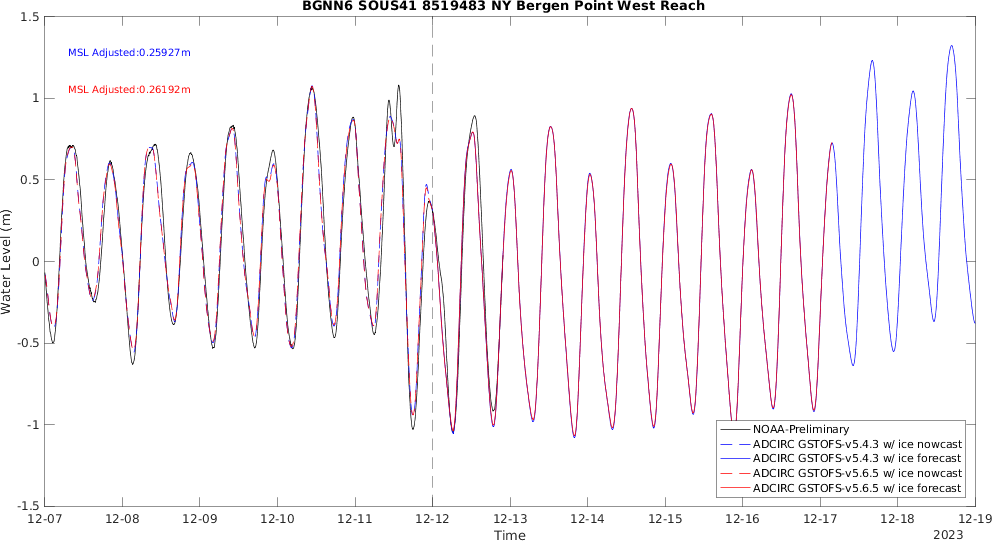 BGNN6 SOUS41 8519483 NY Bergen Point West Reach
1.5
MSL Adjusted:0.25927m
MSL Adjusted:0.26192m
1
0.5
0
-0.5
-1
-1.5
Water Level (m)
NOAA-Preliminary
ADCIRC GSTOFS-v5.4.3 w/ ice nowcast
ADCIRC GSTOFS-v5.4.3 w/ ice forecast
ADCIRC GSTOFS-v5.6.5 w/ ice nowcast
ADCIRC GSTOFS-v5.6.5 w/ ice forecast
12-07 12-08 12-09 12-10 12-11 12-12 12-13 12-14 12-15 12-16 12-17 12-18 12-19
Time
2023